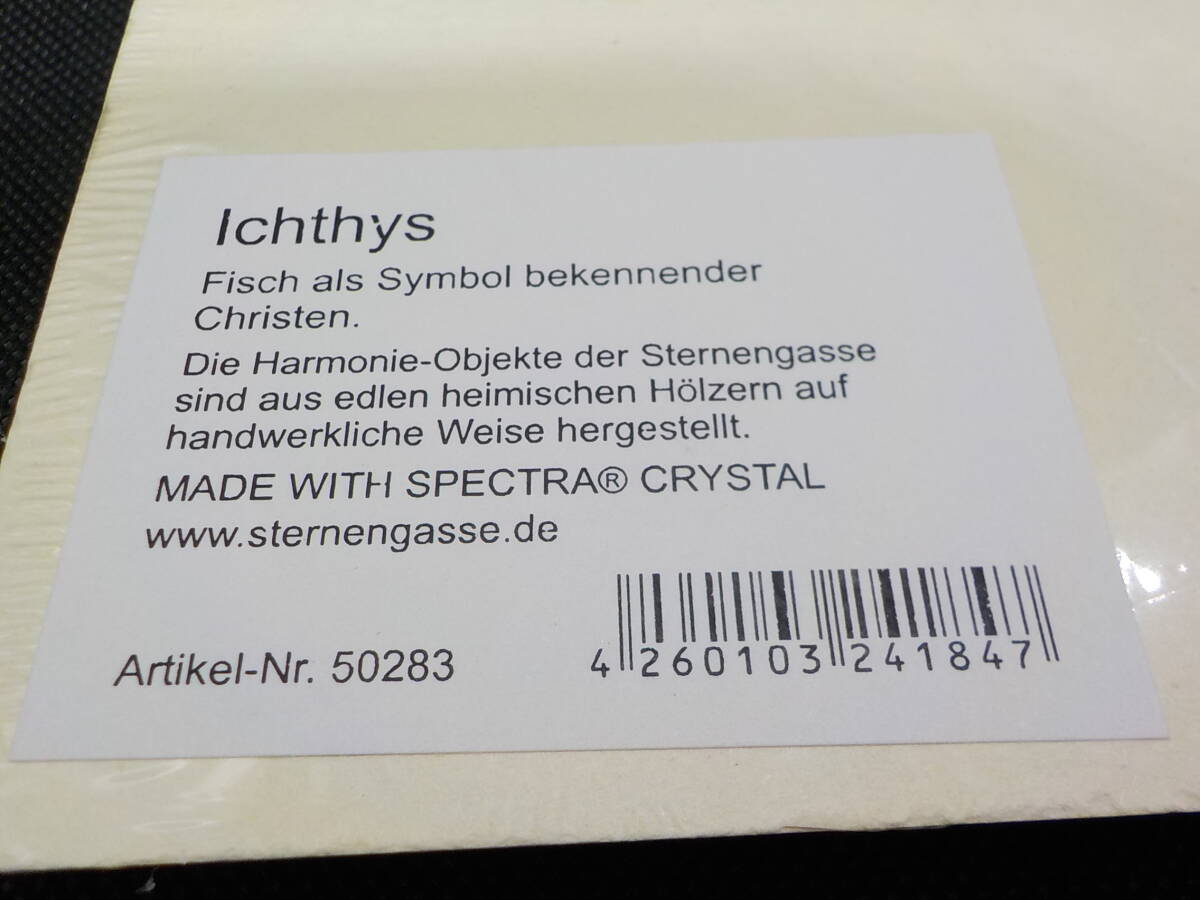 Ichthys
Fisch als Symbol bekennender
Christen.
Die Harmonie-Objekte der Sternengasse
sind aus edlen heimischen Hölzern auf
handwerkliche Weise hergestellt.
MADE WITH SPECTRA® CRYSTAL
www.sternengasse.de
Artikel-Nr. 50283
4 260103 241847